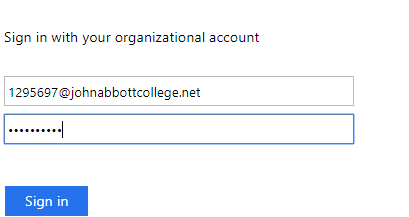 Sign in with your organizational account
1295697@johnabbottcollege.net
••••••••••
Sign in